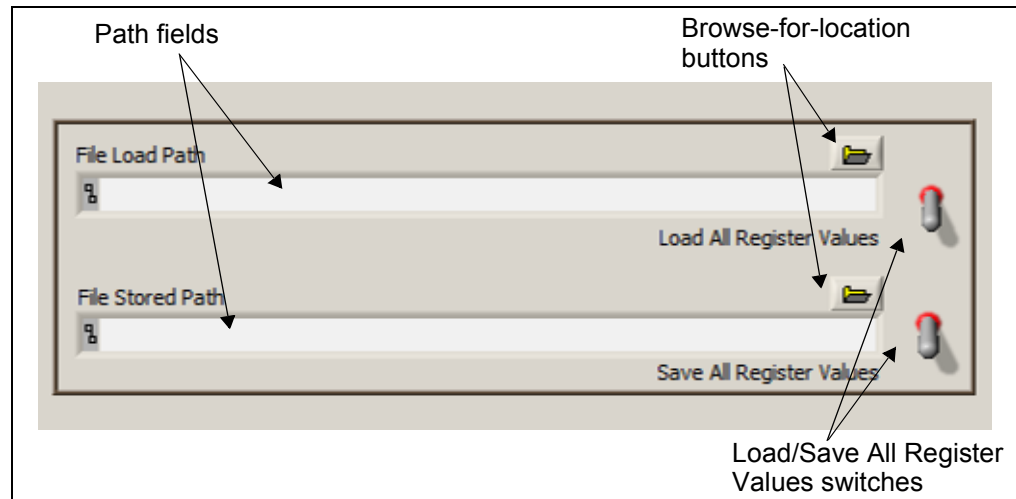 Path fields
Browse-for-location
buttons
File Load Path
Load All Register Values
File Stored Path
Save All Register Values
Load/Save All Register
Values switches